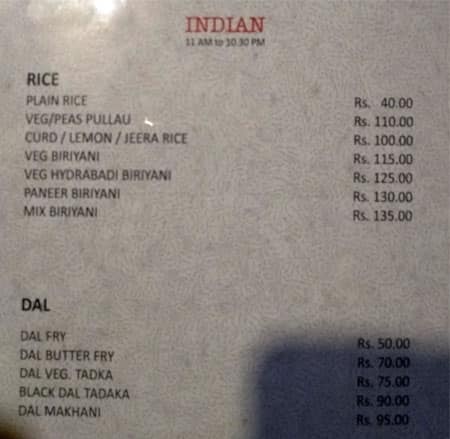 INDIAN
11 AM to 10.30 PM
RICE
PLAIN RICE Rs. 40.00
VEG/PEAS PULLAU Rs. 110.00
CURD / LEMON / JEERA RICE Rs. 100.00
VEG BIRIYANI Rs. 115.00
VEG HYDRABADI BIRIYANI Rs. 125.00
PANEER BIRIYANI Rs. 130.00
MIX BIRIYANI Rs. 135.00
DAL
DAL FRY Rs. 50.00
DAL BUTTER FRY Rs. 70.00
DAL VEG. TADKA Rs. 75.00
BLACK DAL TADAKA Rs. 90.00
DAL MAKHANI Rs. 95.00